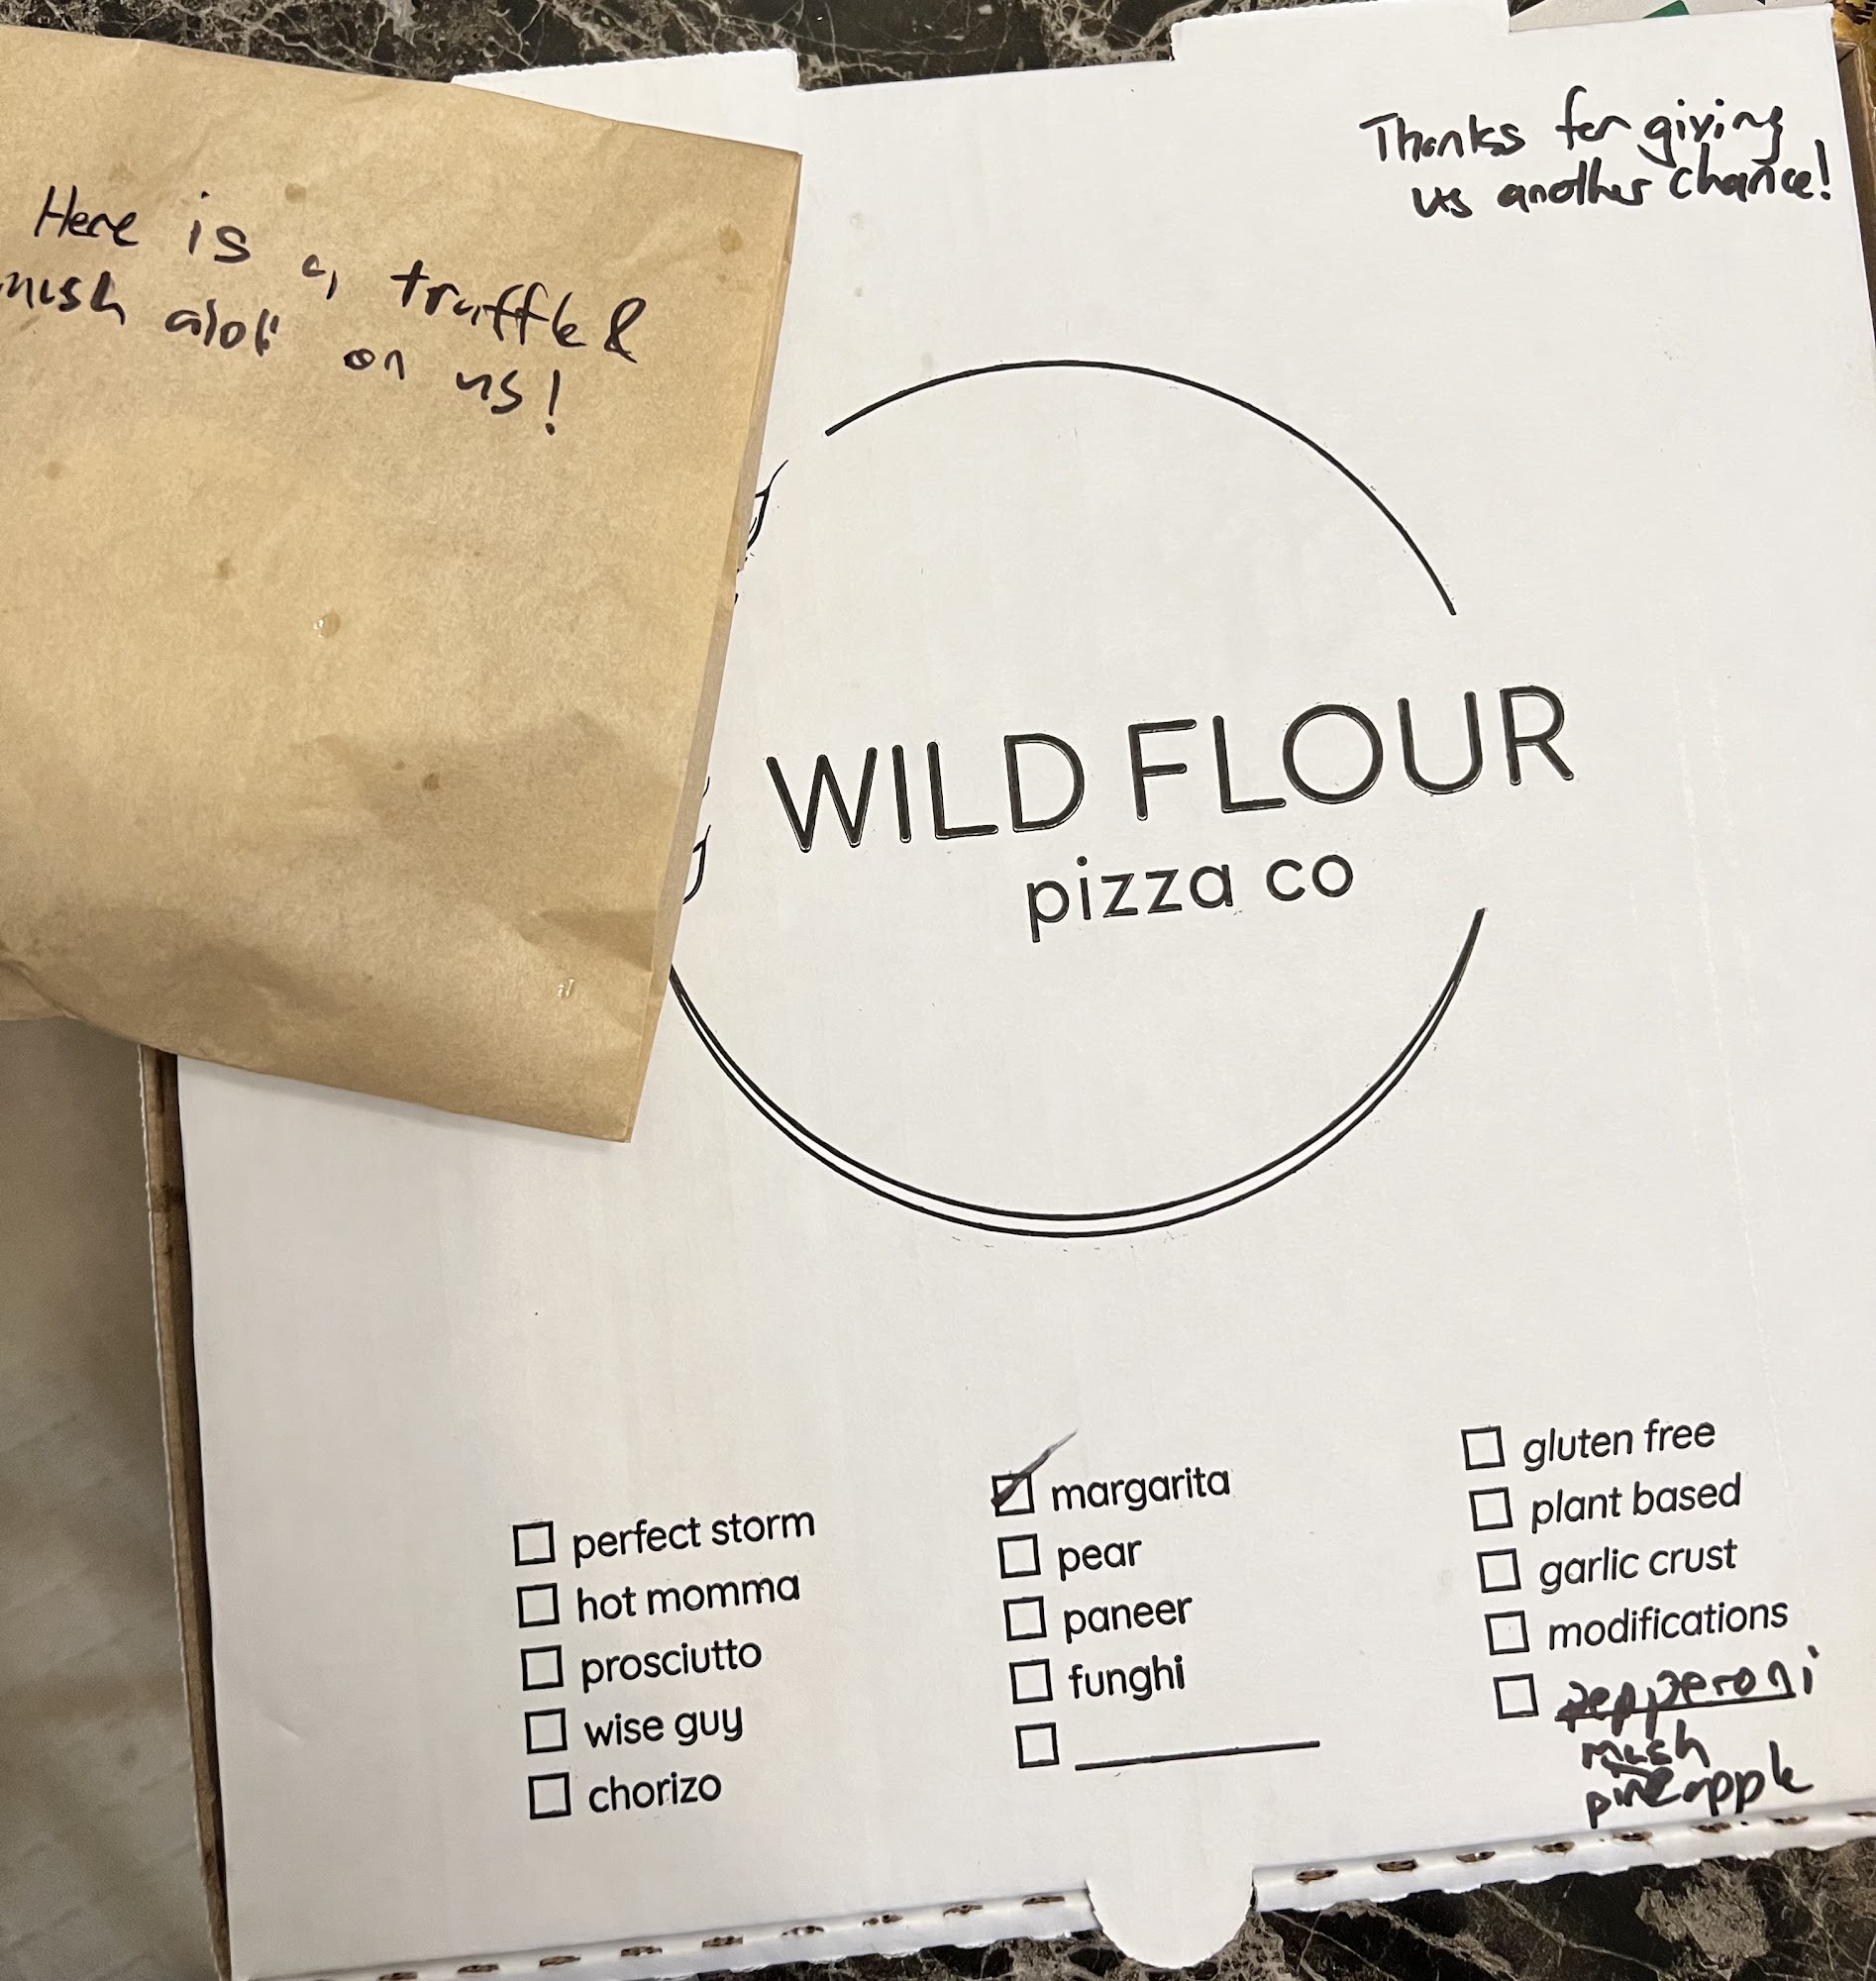 Thanks for giving
us another chance!
Here is a truffle &
mush aioli on us!
WILD FLOUR
pizza co
perfect storm
hot momma
prosciutto
wise guy
chorizo
margarita
pear
paneer
funghi
gluten free
plant based
garlic crust
modifications
pepperoni
mush
pineapple